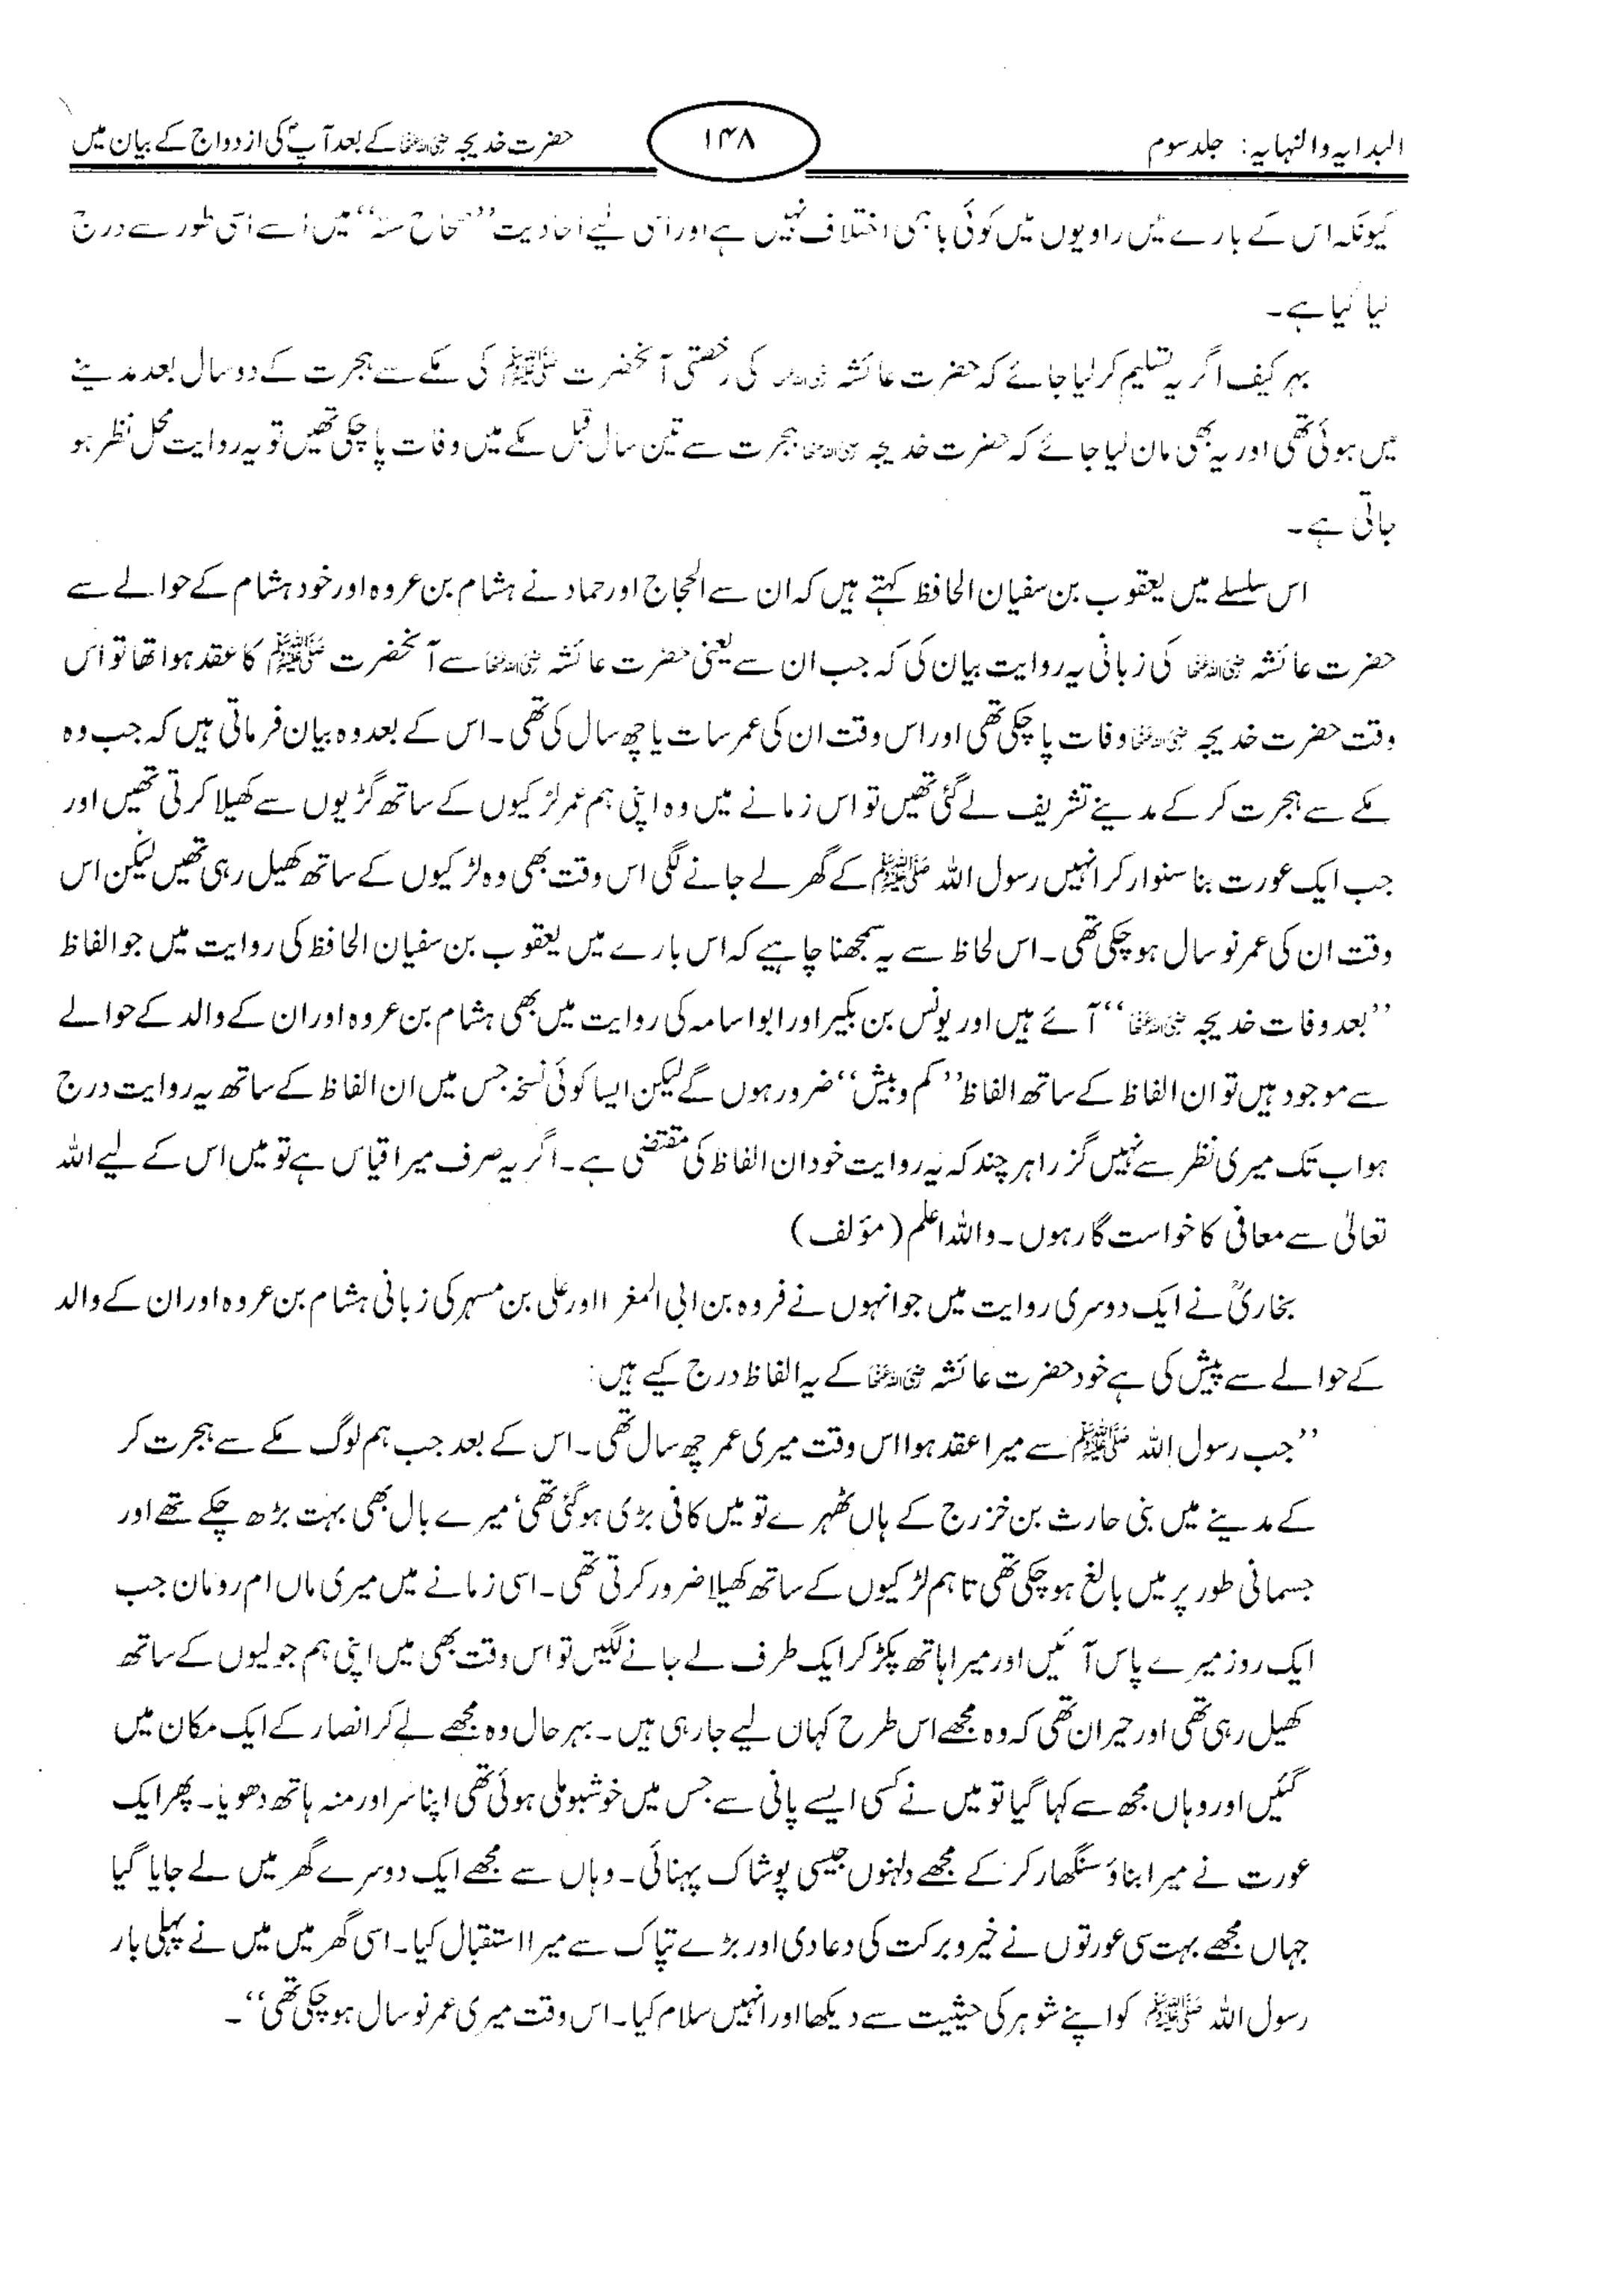 البدایہ والنہایہ: جلد سوم
۱۴۸
حضرت خدیجہ رضی اللہ عنہا کے بعد آپؐ کی ازدواج کے بیان میں
کیونکہ اس کے بارے میں راویوں میں کوئی باہمی اختلاف نہیں ہے اور اسی لیے احادیث ’’صحاح ستہ‘‘ میں اسے اسی طور سے درج
کیا گیا ہے۔
بہر کیف اگر یہ تسلیم کر لیا جائے کہ حضرت عائشہ رضی اللہ عنہا کی رخصتی آنحضرت ﷺ کی مکے سے ہجرت کے دو سال بعد مدینے
میں ہوئی تھی اور یہ بھی مان لیا جائے کہ حضرت خدیجہ رضی اللہ عنہا ہجرت سے تین سال قبل مکے میں وفات پا چکی تھیں تو یہ روایت محل نظر ہو
جاتی ہے۔
اس سلسلے میں یعقوب بن سفیان الحافظ کہتے ہیں کہ ان سے الحجاج اور حماد نے ہشام بن عروہ اور خود ہشام کے حوالے سے
حضرت عائشہ رضی اللہ عنہا کی زبانی یہ روایت بیان کی کہ جب ان سے یعنی حضرت عائشہ رضی اللہ عنہا سے آنحضرت ﷺ کا عقد ہوا تھا تو اس
وقت حضرت خدیجہ رضی اللہ عنہا وفات پا چکی تھی اور اس وقت ان کی عمر سات یا چھ سال کی تھی۔ اس کے بعد وہ بیان فرماتی ہیں کہ جب وہ
مکے سے ہجرت کر کے مدینے تشریف لے گئی تھیں تو اس زمانے میں وہ اپنی ہم عمر لڑکیوں کے ساتھ گڑیوں سے کھیلا کرتی تھیں اور
جب ایک عورت بنا سنوار کر انہیں رسول اللہ ﷺ کے گھر لے جانے لگی اس وقت بھی وہ لڑکیوں کے ساتھ کھیل رہی تھیں لیکن اس
وقت ان کی عمر نو سال ہو چکی تھی۔ اس لحاظ سے یہ سمجھنا چاہیے کہ اس بارے میں یعقوب بن سفیان الحافظ کی روایت میں جو الفاظ
’’بعد وفات خدیجہ رضی اللہ عنہا‘‘ آئے ہیں اور یونس بن بکیر اور ابو اسامہ کی روایت میں بھی ہشام بن عروہ اور ان کے والد کے حوالے
سے موجود ہیں تو ان الفاظ کے ساتھ الفاظ ’’کم و بیش‘‘ ضرور ہوں گے لیکن ایسا کوئی نسخہ جس میں ان الفاظ کے ساتھ یہ روایت درج
ہو اب تک میری نظر سے نہیں گزرا ہر چند کہ یہ روایت خود ان الفاظ کی مقتضی ہے۔ اگر یہ صرف میرا قیاس ہے تو میں اس کے لیے اللہ
تعالیٰ سے معافی کا خواست گار ہوں۔ واللہ اعلم (مؤلف)
بخاریؒ نے ایک دوسری روایت میں جو انہوں نے فروہ بن ابی المغرا اور علی بن مسہر کی زبانی ہشام بن عروہ اور ان کے والد
کے حوالے سے پیش کی ہے خود حضرت عائشہ رضی اللہ عنہا کے یہ الفاظ درج کیے ہیں:
’’جب رسول اللہ ﷺ سے میرا عقد ہوا اس وقت میری عمر چھ سال تھی۔ اس کے بعد جب ہم لوگ مکے سے ہجرت کر
کے مدینے میں بنی حارث بن خزرج کے ہاں ٹھہرے تو میں کافی بڑی ہو گئی تھی‘ میرے بال بھی بہت بڑھ چکے تھے اور
جسمانی طور پر میں بالغ ہو چکی تھی تاہم لڑکیوں کے ساتھ کھیلا ضرور کرتی تھی۔ اسی زمانے میں میری ماں ام رومان جب
ایک روز میرے پاس آئیں اور میرا ہاتھ پکڑ کر ایک طرف لے جانے لگیں تو اس وقت بھی میں اپنی ہم جولیوں کے ساتھ
کھیل رہی تھی اور حیران تھی کہ وہ مجھے اس طرح کہاں لیے جا رہی ہیں۔ بہر حال وہ مجھے لے کر انصار کے ایک مکان میں
گئیں اور وہاں مجھ سے کہا گیا تو میں نے کسی ایسے پانی سے جس میں خوشبو ملی ہوئی تھی اپنا سر اور منہ ہاتھ دھویا۔ پھر ایک
عورت نے میرا بناؤ سنگھار کر کے مجھے دلہنوں جیسی پوشاک پہنائی۔ وہاں سے مجھے ایک دوسرے گھر میں لے جایا گیا
جہاں مجھے بہت سی عورتوں نے خیر و برکت کی دعا دی اور بڑے تپاک سے میرا استقبال کیا۔ اسی گھر میں میں نے پہلی بار
رسول اللہ ﷺ کو اپنے شوہر کی حیثیت سے دیکھا اور انہیں سلام کیا۔ اس وقت میری عمر نو سال ہو چکی تھی‘‘۔